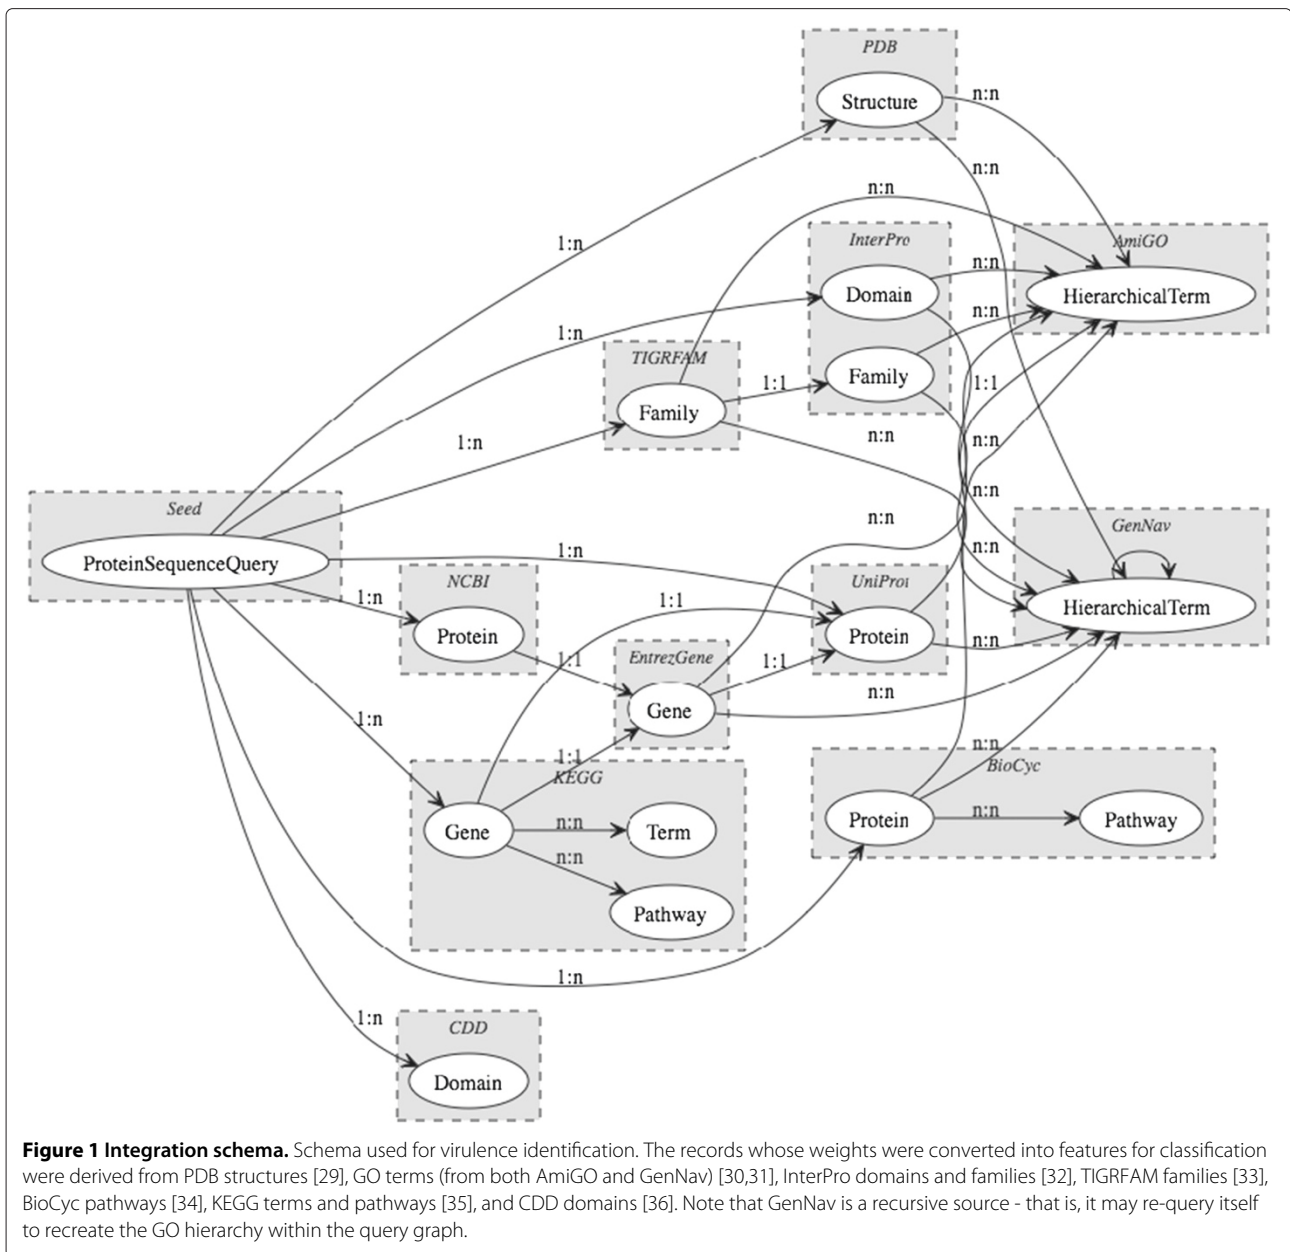 PDB
Structure
n:n
n:n
n:n
InterPro
AmiGO
1:n
Domain
n:n
HierarchicalTerm
n:n
1:n
TIGRFAM
Family
1:1
1:1
Family
n:n
n:n
1:n
n:n
Seed
n:n
GenNav
ProteinSequenceQuery
1:n
n:n
NCBI
UniProt
1:n
1:1
HierarchicalTerm
Protein
Protein
n:n
EntrezGene
1:1
1:1
n:n
Gene
1:n
n:n
1:1
KEGG
BioCyc
Gene
n:n
Term
Protein
n:n
Pathway
n:n
Pathway
1:n
1:n
CDD
Domain
Figure 1 Integration schema. Schema used for virulence identification. The records whose weights were converted into features for classification
were derived from PDB structures [29], GO terms (from both AmiGO and GenNav) [30,31], InterPro domains and families [32], TIGRFAM families [33],
BioCyc pathways [34], KEGG terms and pathways [35], and CDD domains [36]. Note that GenNav is a recursive source - that is, it may re-query itself
to recreate the GO hierarchy within the query graph.